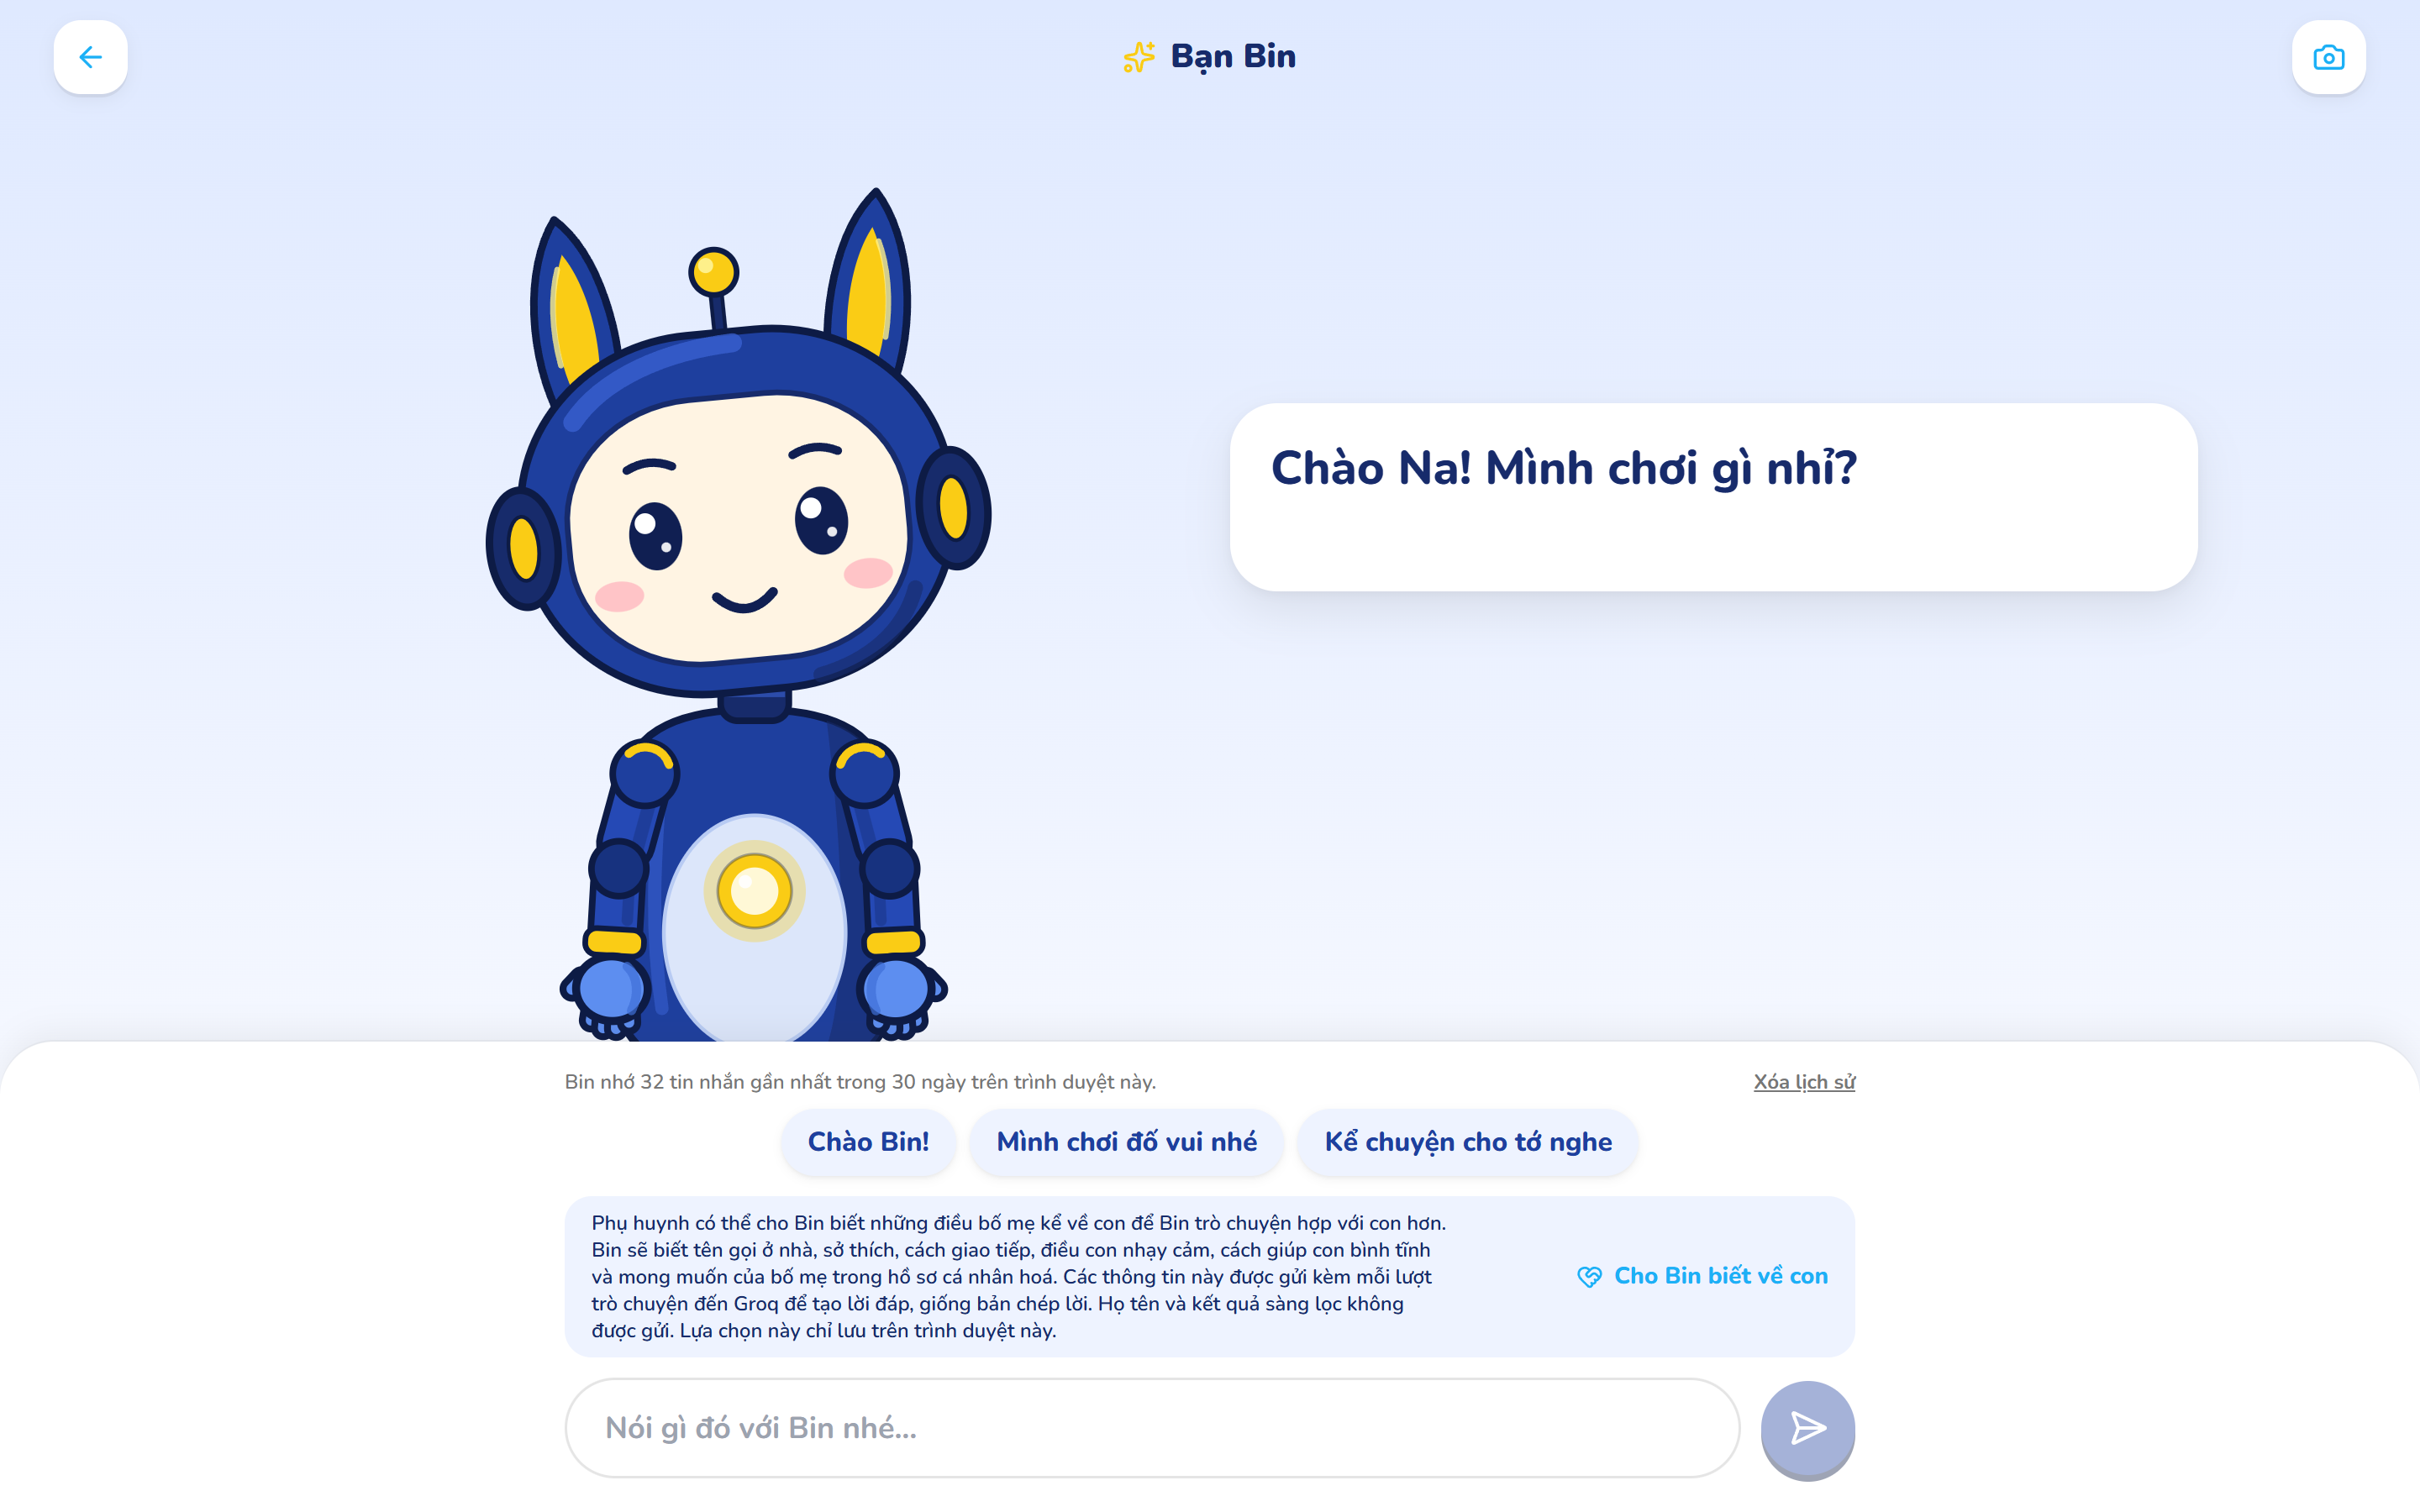 Bạn Bin
Chào Na! Mình chơi gì nhỉ?
Bin nhớ 32 tin nhắn gần nhất trong 30 ngày trên trình duyệt này.
Xóa lịch sử
Chào Bin!
Mình chơi đố vui nhé
Kể chuyện cho tớ nghe
Phụ huynh có thể cho Bin biết những điều bố mẹ kể về con để Bin trò chuyện hợp với con hơn.
Bin sẽ biết tên gọi ở nhà, sở thích, cách giao tiếp, điều con nhạy cảm, cách giúp con bình tĩnh
và mong muốn của bố mẹ trong hồ sơ cá nhân hoá. Các thông tin này được gửi kèm mỗi lượt
trò chuyện đến Groq để tạo lời đáp, giống bản chép lời. Họ tên và kết quả sàng lọc không
được gửi. Lựa chọn này chỉ lưu trên trình duyệt này.
Cho Bin biết về con
Nói gì đó với Bin nhé...